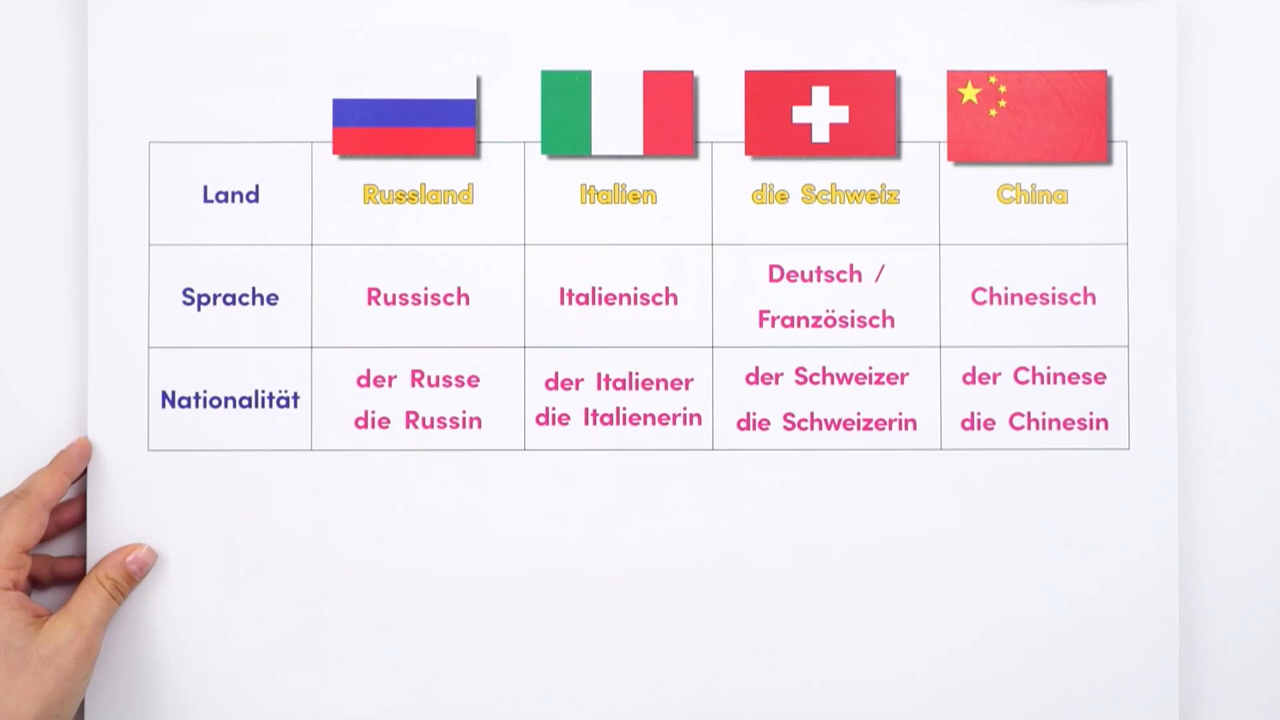 Land Russland Italien die Schweiz China
Sprache Russisch Italienisch Deutsch / Französisch Chinesisch
Nationalität der Russe der Italiener der Schweizer der Chinese
die Russin die Italienerin die Schweizerin die Chinesin